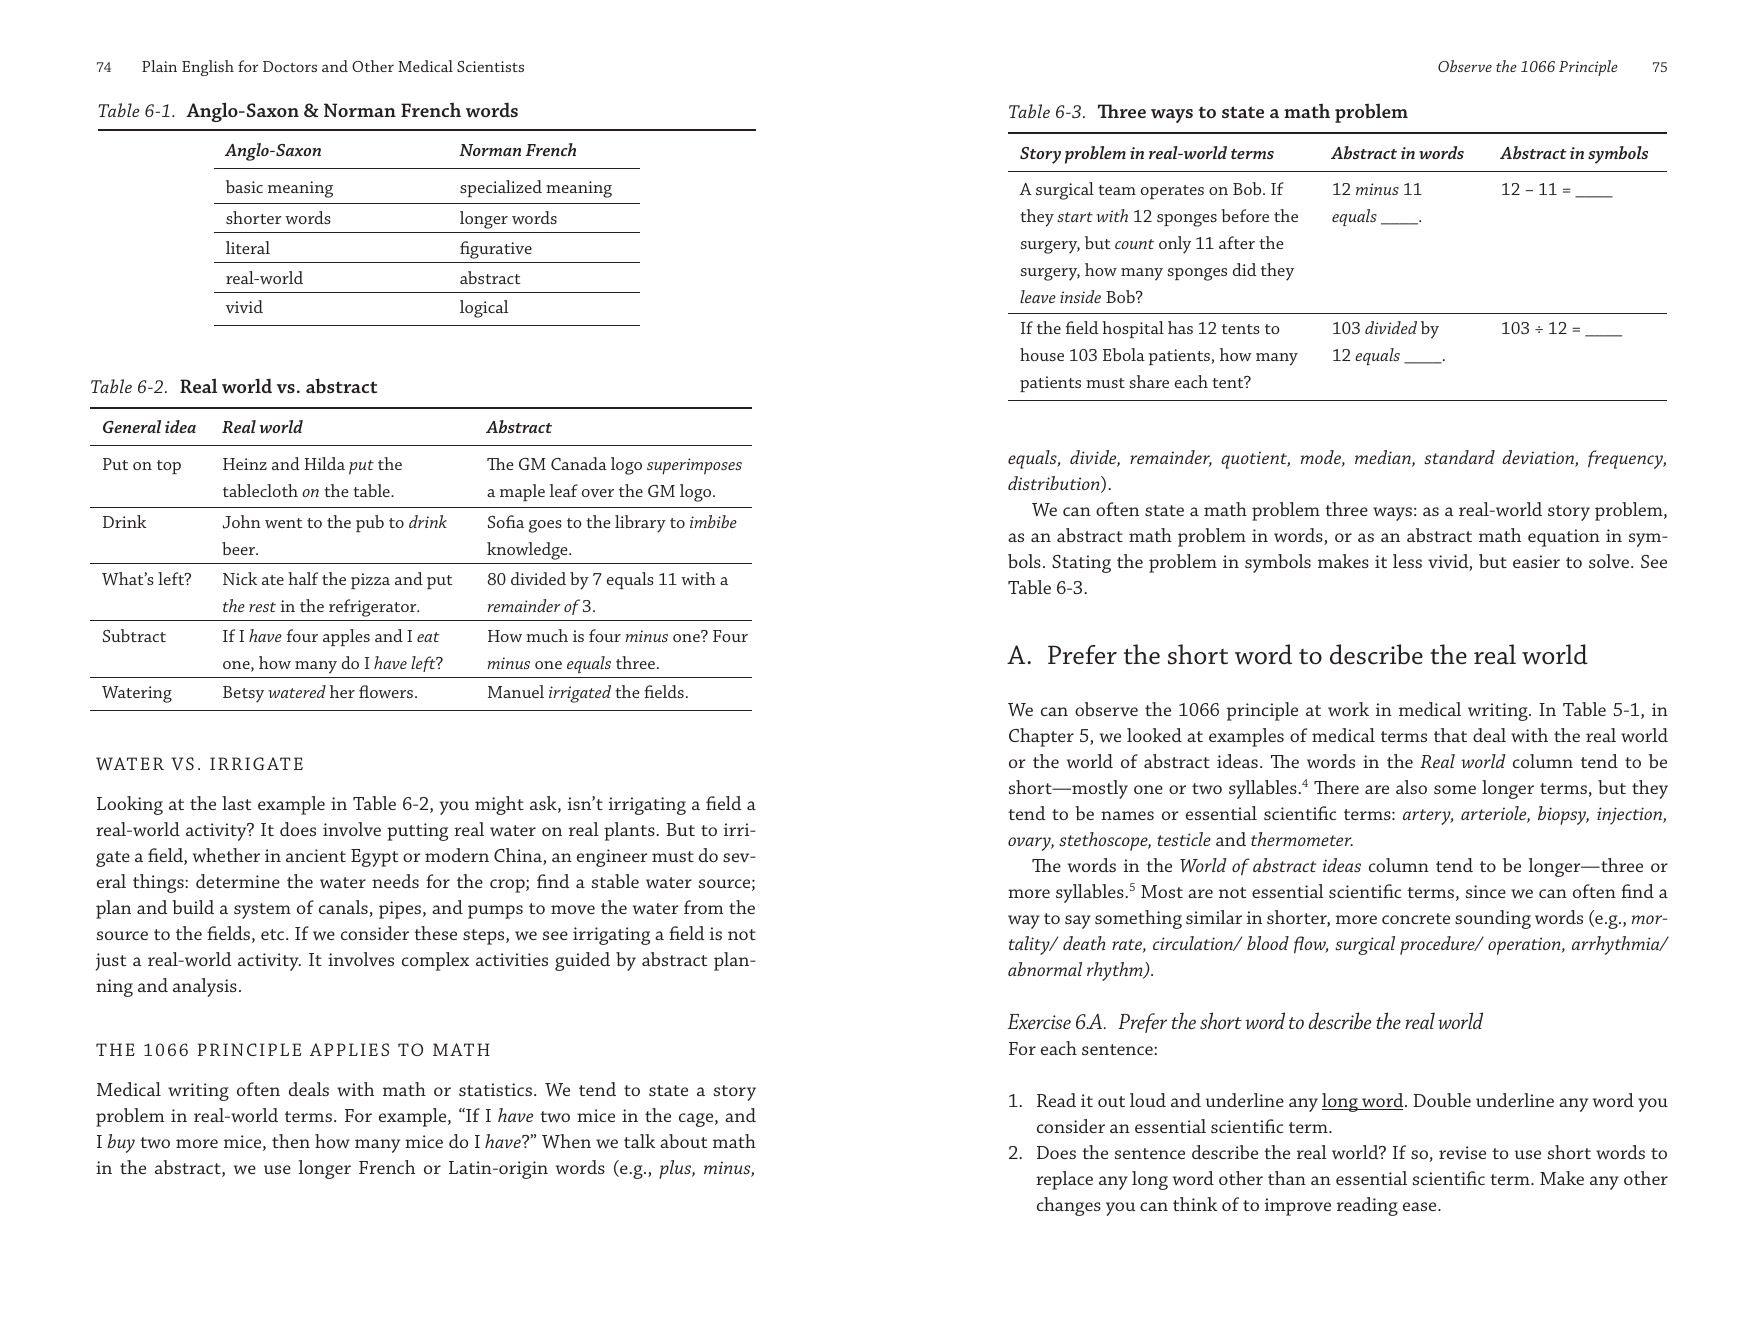 74 Plain English for Doctors and Other Medical Scientists
Table 6-1. Anglo-Saxon & Norman French words
Anglo-Saxon Norman French
basic meaning specialized meaning
shorter words longer words
literal figurative
real-world abstract
vivid logical
Table 6-2. Real world vs. abstract
General idea Real world Abstract
Put on top Heinz and Hilda put the The GM Canada logo superimposes
tablecloth on the table. a maple leaf over the GM logo.
Drink John went to the pub to drink Sofia goes to the library to imbibe
beer. knowledge.
What’s left? Nick ate half the pizza and put 80 divided by 7 equals 11 with a
the rest in the refrigerator. remainder of 3.
Subtract If I have four apples and I eat How much is four minus one? Four
one, how many do I have left? minus one equals three.
Watering Betsy watered her flowers. Manuel irrigated the fields.
WATER VS. IRRIGATE
Looking at the last example in Table 6-2, you might ask, isn’t irrigating a field a
real-world activity? It does involve putting real water on real plants. But to irri-
gate a field, whether in ancient Egypt or modern China, an engineer must do sev-
eral things: determine the water needs for the crop; find a stable water source;
plan and build a system of canals, pipes, and pumps to move the water from the
source to the fields, etc. If we consider these steps, we see irrigating a field is not
just a real-world activity. It involves complex activities guided by abstract plan-
ning and analysis.
THE 1066 PRINCIPLE APPLIES TO MATH
Medical writing often deals with math or statistics. We tend to state a story
problem in real-world terms. For example, “If I have two mice in the cage, and
I buy two more mice, then how many mice do I have?” When we talk about math
in the abstract, we use longer French or Latin-origin words (e.g., plus, minus,
Observe the 1066 Principle 75
Table 6-3. Three ways to state a math problem
Story problem in real-world terms Abstract in words Abstract in symbols
A surgical team operates on Bob. If 12 minus 11 12 – 11 = ____
they start with 12 sponges before the equals ____.
surgery, but count only 11 after the
surgery, how many sponges did they
leave inside Bob?
If the field hospital has 12 tents to 103 divided by 103 ÷ 12 = ____
house 103 Ebola patients, how many 12 equals ____.
patients must share each tent?
equals, divide, remainder, quotient, mode, median, standard deviation, frequency,
distribution).
We can often state a math problem three ways: as a real-world story problem,
as an abstract math problem in words, or as an abstract math equation in sym-
bols. Stating the problem in symbols makes it less vivid, but easier to solve. See
Table 6-3.
A. Prefer the short word to describe the real world
We can observe the 1066 principle at work in medical writing. In Table 5-1, in
Chapter 5, we looked at examples of medical terms that deal with the real world
or the world of abstract ideas. The words in the Real world column tend to be
short—mostly one or two syllables.4 There are also some longer terms, but they
tend to be names or essential scientific terms: artery, arteriole, biopsy, injection,
ovary, stethoscope, testicle and thermometer.
The words in the World of abstract ideas column tend to be longer—three or
more syllables.5 Most are not essential scientific terms, since we can often find a
way to say something similar in shorter, more concrete sounding words (e.g., mor-
tality/ death rate, circulation/ blood flow, surgical procedure/ operation, arrhythmia/
abnormal rhythm).
Exercise 6.A. Prefer the short word to describe the real world
For each sentence:
1. Read it out loud and underline any long word. Double underline any word you
consider an essential scientific term.
2. Does the sentence describe the real world? If so, revise to use short words to
replace any long word other than an essential scientific term. Make any other
changes you can think of to improve reading ease.